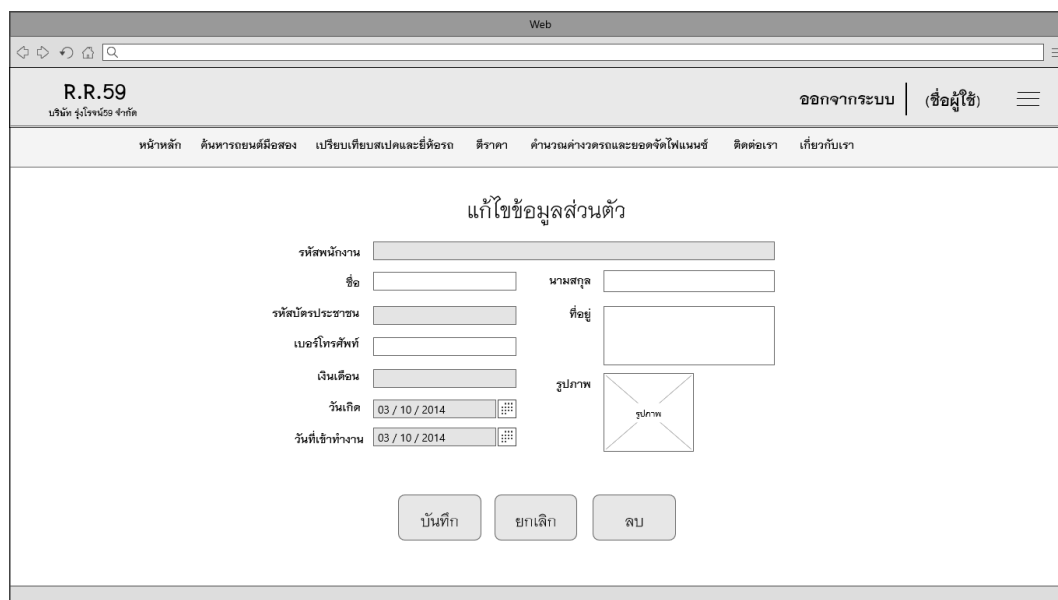 Web
R.R.59
บริษัท รุ่งโรจน์59 จำกัด
ออกจากระบบ (ชื่อผู้ใช้)
หน้าหลัก ค้นหารถยนต์มือสอง เปรียบเทียบสเปคและยี่ห้อรถ ตีราคา คำนวณค่างวดรถและยอดจัดไฟแนนซ์ ติดต่อเรา เกี่ยวกับเรา
แก้ไขข้อมูลส่วนตัว
รหัสพนักงาน
ชื่อ นามสกุล
รหัสบัตรประชาชน ที่อยู่
เบอร์โทรศัพท์
เงินเดือน รูปภาพ
วันเกิด 03 / 10 / 2014 รูปภาพ
วันที่เข้าทำงาน 03 / 10 / 2014
บันทึก ยกเลิก ลบ